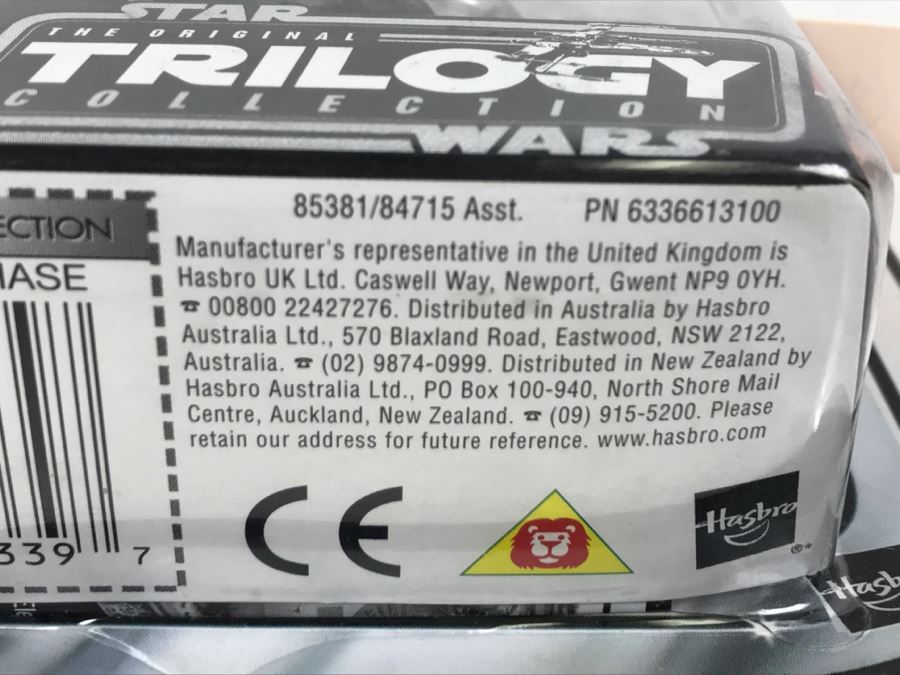 STAR
THE ORIGINAL
TRILOGY
COLLECTION
WARS
ECTION
HASE
339 7
85381/84715 Asst. PN 6336613100
Manufacturer's representative in the United Kingdom is
Hasbro UK Ltd. Caswell Way, Newport, Gwent NP9 0YH.
☎ 00800 22427276. Distributed in Australia by Hasbro
Australia Ltd., 570 Blaxland Road, Eastwood, NSW 2122,
Australia. ☎ (02) 9874-0999. Distributed in New Zealand by
Hasbro Australia Ltd., PO Box 100-940, North Shore Mail
Centre, Auckland, New Zealand. ☎ (09) 915-5200. Please
retain our address for future reference. www.hasbro.com
CE
Hasbro
®
Hasb